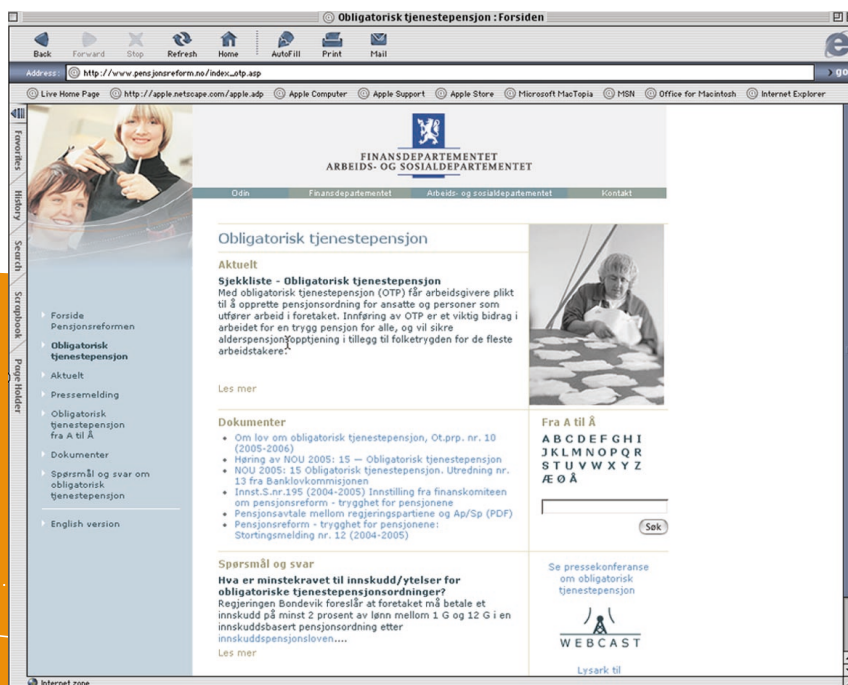 Obligatorisk tjenestepensjon : Forsiden
Back Forward Stop Refresh Home AutoFill Print Mail
Address: http://www.pensjonsreform.no/index_otp.asp go
Live Home Page http://apple.netscape.com/apple.adp Apple Computer Apple Support Apple Store Microsoft MacTopia MSN Office for Macintosh Internet Explorer
Favorites
History
Search
Scrapbook
Page Holder
FINANSDEPARTEMENTET
ARBEIDS- OG SOSIALDEPARTEMENTET
Odin Finansdepartementet Arbeids- og sosialdepartementet Kontakt
Forside
Pensjonsreformen
Obligatorisk
tjenestepensjon
Aktuelt
Pressemelding
Obligatorisk
tjenestepensjon
fra A til Å
Dokumenter
Spørsmål og svar om
obligatorisk
tjenestepensjon
English version
Obligatorisk tjenestepensjon
Aktuelt
Sjekkliste - Obligatorisk tjenestepensjon
Med obligatorisk tjenestepensjon (OTP) får arbeidsgivere plikt
til å opprette pensjonsordning for ansatte og personer som
utfører arbeid i foretaket. Innføring av OTP er et viktig bidrag i
arbeidet for en trygg pensjon for alle, og vil sikre
alderspensjonsopptjening i tillegg til folketrygden for de fleste
arbeidstakere.
Les mer
Dokumenter
• Om lov om obligatorisk tjenestepensjon, Ot.prp. nr. 10
(2005-2006)
• Høring av NOU 2005: 15 — Obligatorisk tjenestepensjon
• NOU 2005: 15 Obligatorisk tjenestepensjon. Utredning nr.
13 fra Banklovkommisjonen
• Innst.S.nr.195 (2004-2005) Innstilling fra finanskomiteen
om pensjonsreform - trygghet for pensjonene
• Pensjonsavtale mellom regjeringspartiene og Ap/Sp (PDF)
• Pensjonsreform - trygghet for pensjonene:
Stortingsmelding nr. 12 (2004-2005)
Spørsmål og svar
Hva er minstekravet til innskudd/ytelser for
obligatoriske tjenestepensjonsordninger?
Regjeringen Bondevik foreslår at foretaket må betale et
innskudd på minst 2 prosent av lønn mellom 1 G og 12 G i en
innskuddsbasert pensjonsordning etter
innskuddspensjonsloven....
Les mer
Fra A til Å
A B C D E F G H I
J K L M N O P Q R
S T U V W X Y Z
Æ Ø Å
Søk
Se pressekonferanse
om obligatorisk
tjenestepensjon
WEBCAST
Lysark til
Internet zone